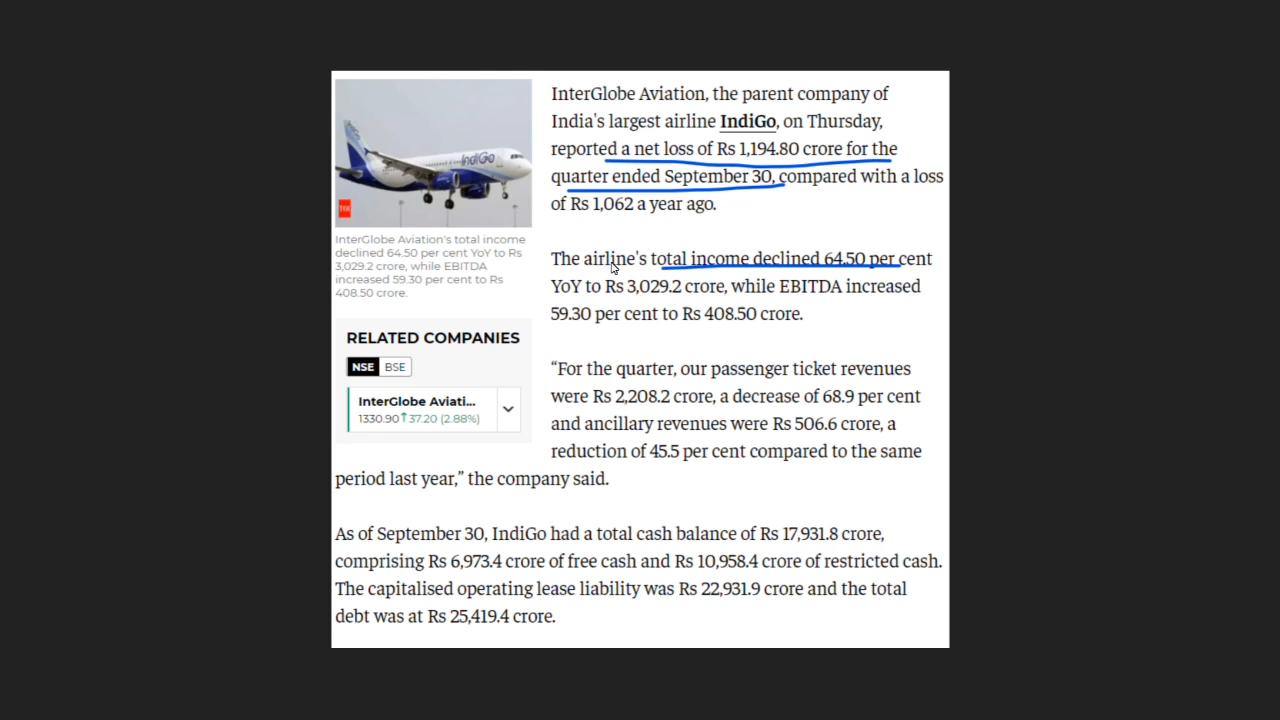 InterGlobe Aviation, the parent company of
India's largest airline IndiGo, on Thursday,
reported a net loss of Rs 1,194.80 crore for the
quarter ended September 30, compared with a loss
of Rs 1,062 a year ago.
IndiGo
TOI
InterGlobe Aviation's total income
declined 64.50 per cent YoY to Rs
3,029.2 crore, while EBITDA
increased 59.30 per cent to Rs
408.50 crore.
The airline's total income declined 64.50 per cent
YoY to Rs 3,029.2 crore, while EBITDA increased
59.30 per cent to Rs 408.50 crore.
RELATED COMPANIES
NSE BSE
InterGlobe Aviati...
1330.90↑37.20 (2.88%)
“For the quarter, our passenger ticket revenues
were Rs 2,208.2 crore, a decrease of 68.9 per cent
and ancillary revenues were Rs 506.6 crore, a
reduction of 45.5 per cent compared to the same
period last year,” the company said.
As of September 30, IndiGo had a total cash balance of Rs 17,931.8 crore,
comprising Rs 6,973.4 crore of free cash and Rs 10,958.4 crore of restricted cash.
The capitalised operating lease liability was Rs 22,931.9 crore and the total
debt was at Rs 25,419.4 crore.